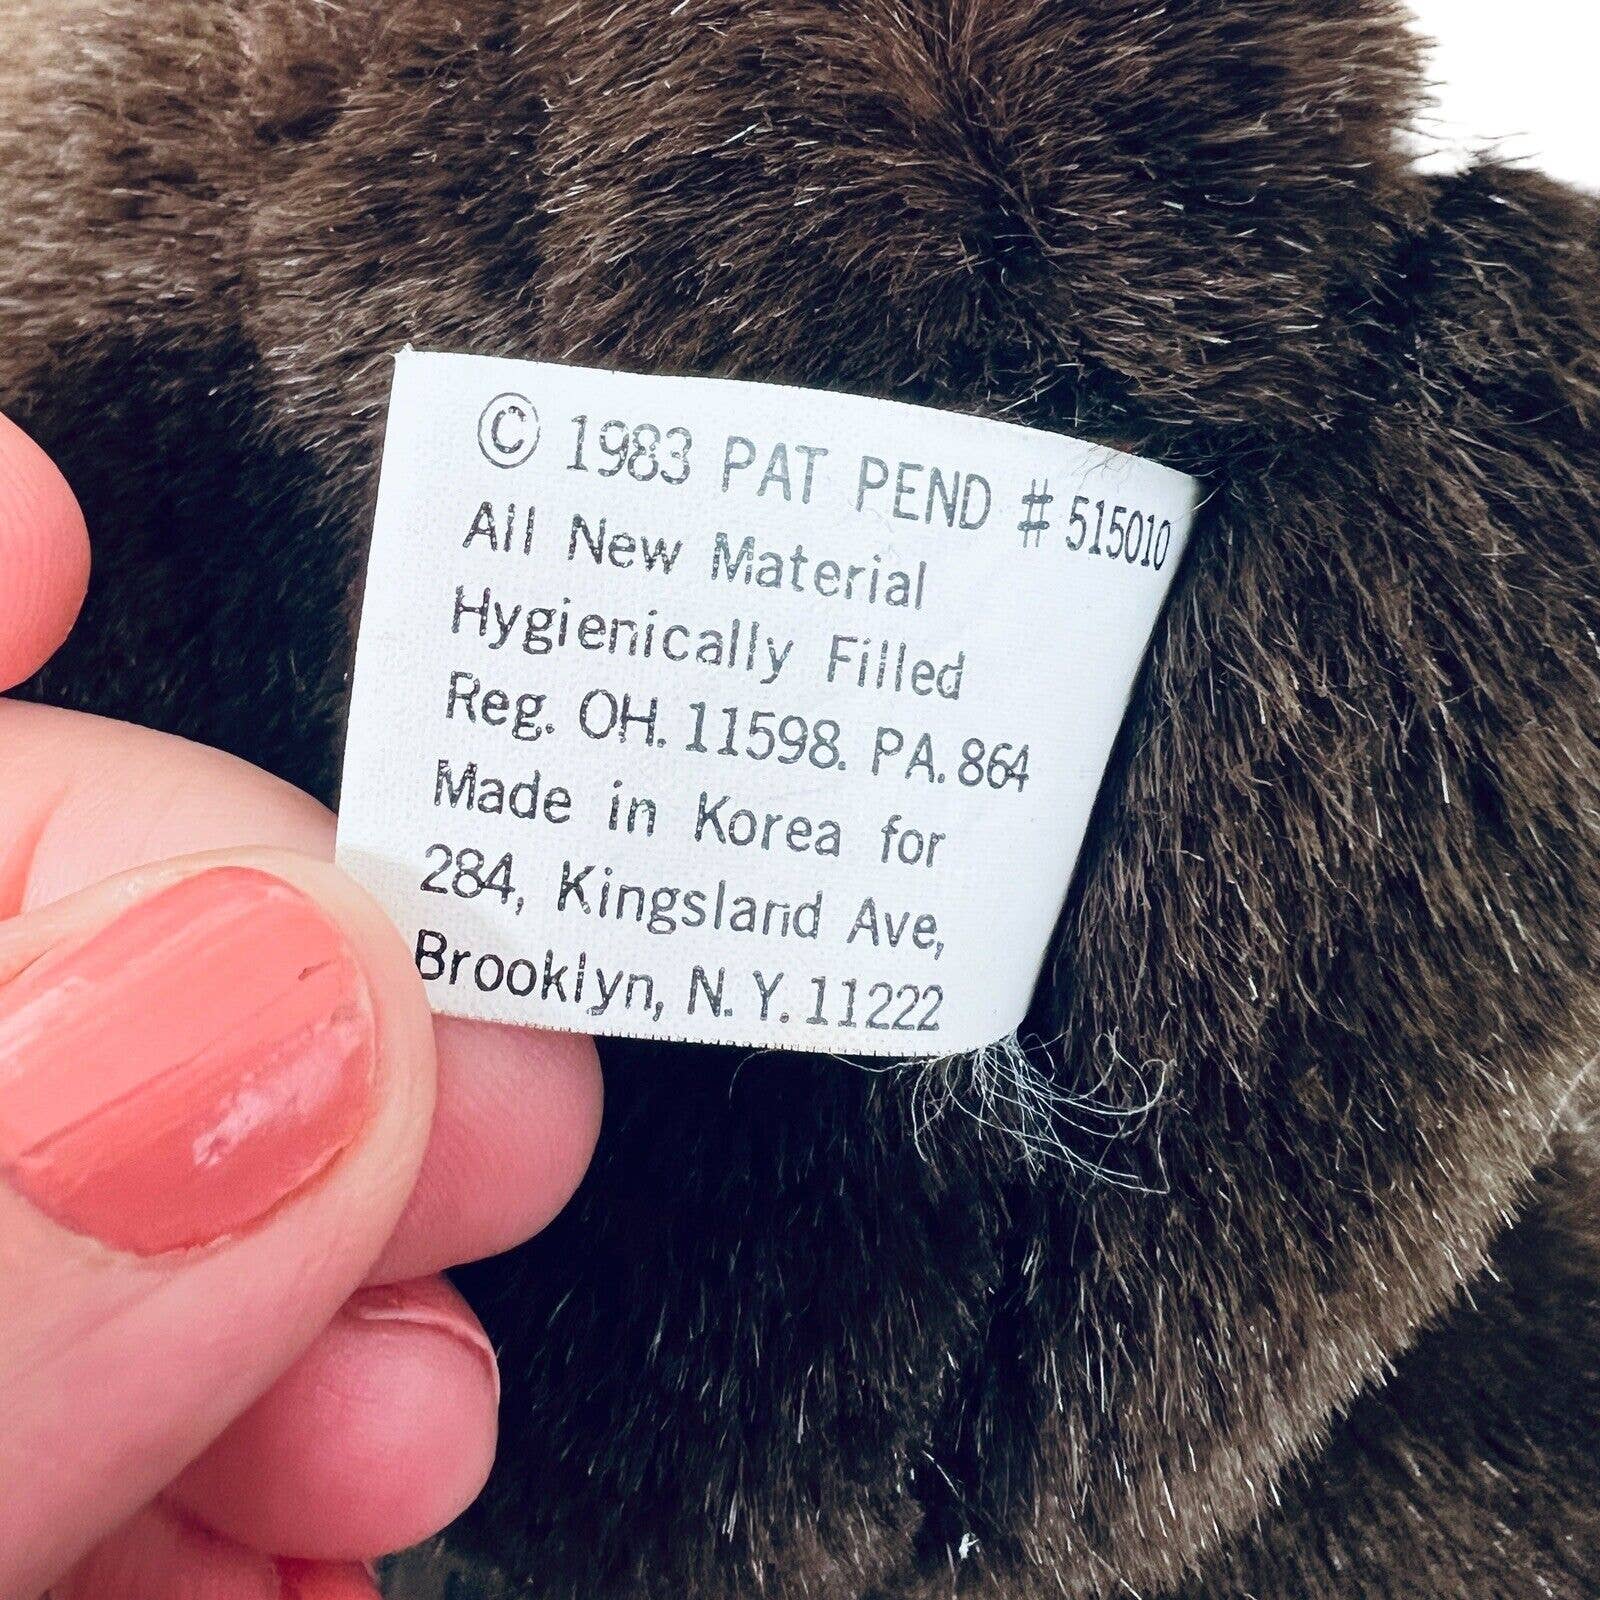 © 1983 PAT PEND # 515010
All New Material
Hygienically Filled
Reg. OH. 11598. PA. 864
Made in Korea for
284, Kingsland Ave,
Brooklyn, N. Y. 11222